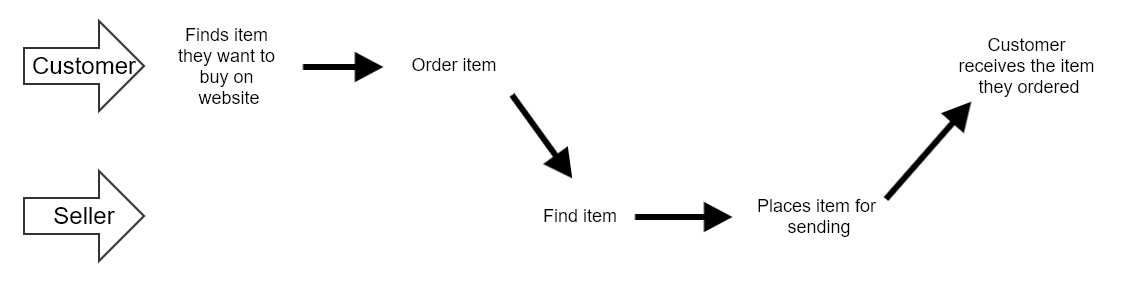 Customer
Finds item
they want to
buy on
website
Order item
Customer
receives the item
they ordered
Seller
Find item
Places item for
sending